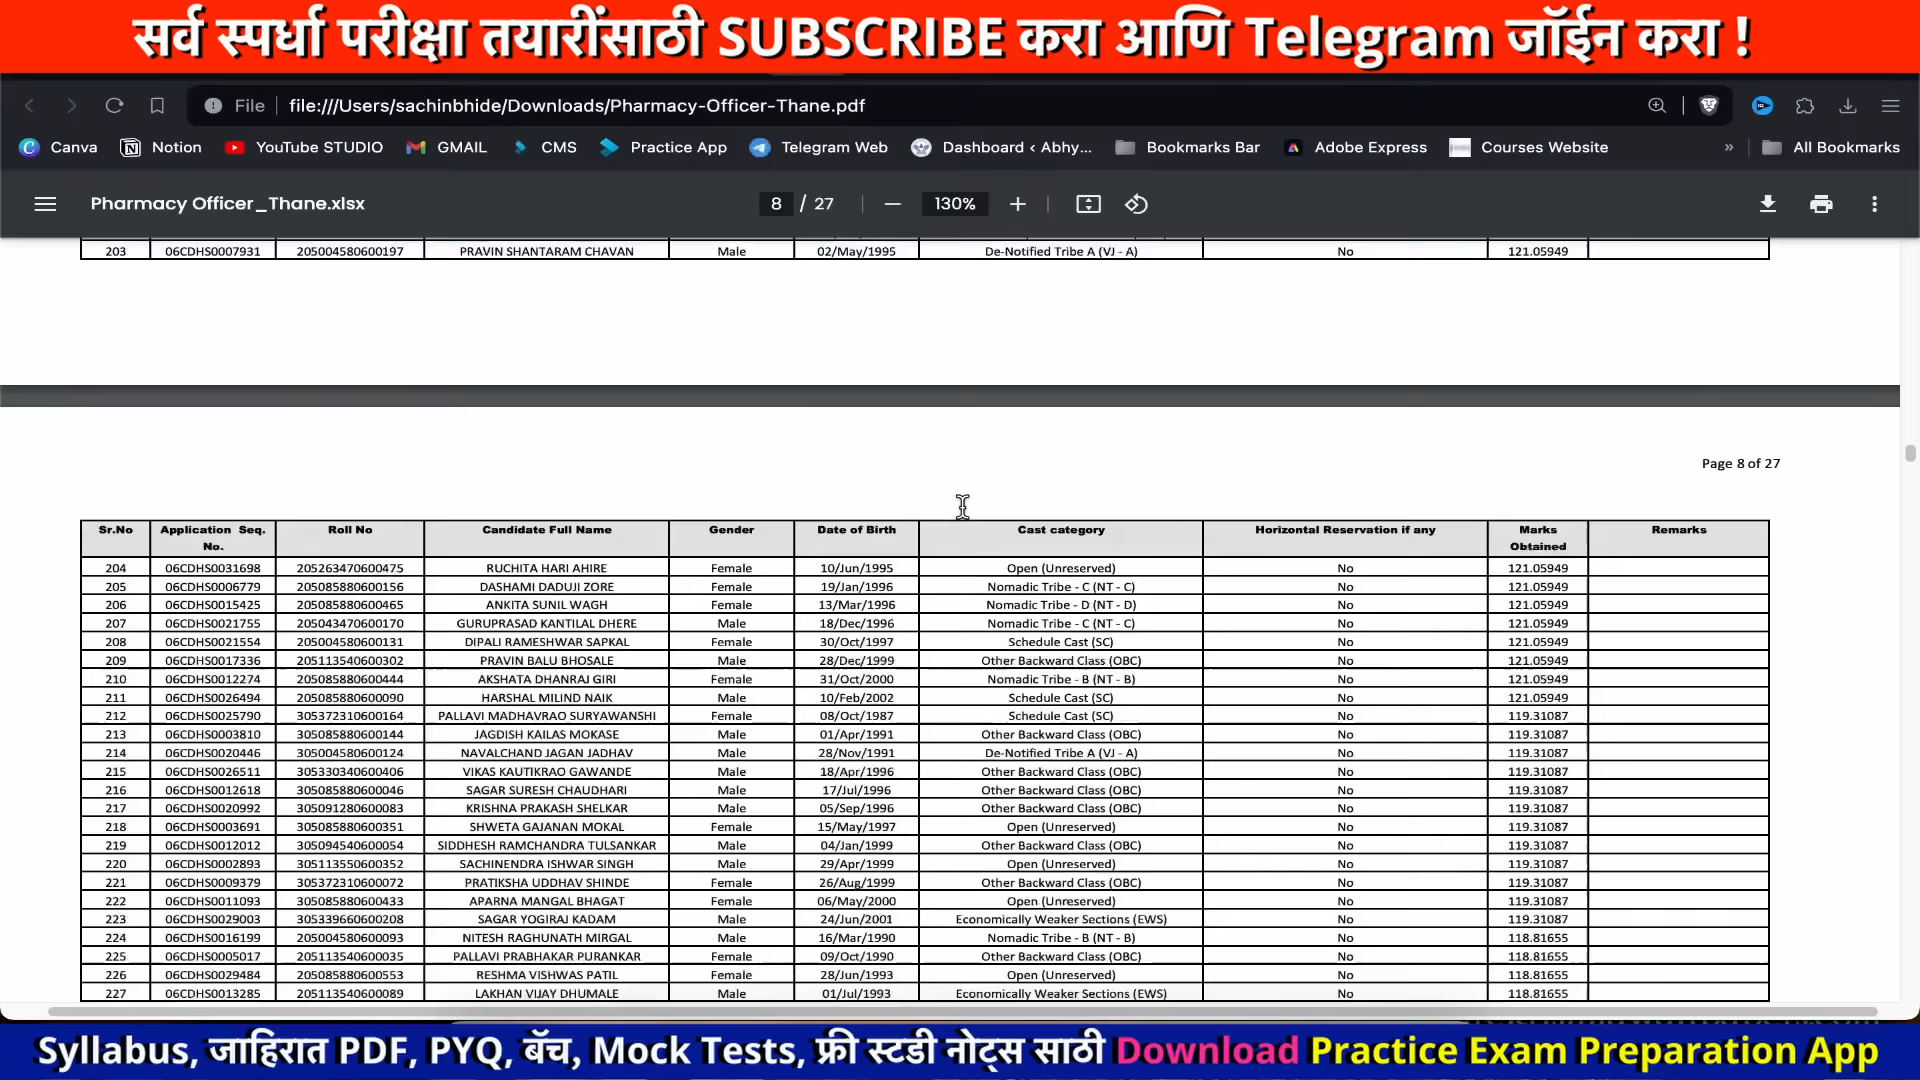 सर्व स्पर्धा परीक्षा तयारींसाठी SUBSCRIBE करा आणि Telegram जॉईन करा !
File file:///Users/sachinbhide/Downloads/Pharmacy-Officer-Thane.pdf
Canva Notion YouTube STUDIO GMAIL CMS Practice App Telegram Web Dashboard ‹ Abhy... Bookmarks Bar Adobe Express Courses Website » All Bookmarks
Pharmacy Officer_Thane.xlsx 8 / 27 130%
203 06CDHS0007931 205004580600197 PRAVIN SHANTARAM CHAVAN Male 02/May/1995 De-Notified Tribe A (VJ - A) No 121.05949
Page 8 of 27
Sr.No Application Seq. No. Roll No Candidate Full Name Gender Date of Birth Cast category Horizontal Reservation if any Marks Obtained Remarks
204 06CDHS0031698 205263470600475 RUCHITA HARI AHIRE Female 10/Jun/1995 Open (Unreserved) No 121.05949
205 06CDHS0006779 205085880600156 DASHAMI DADUJI ZORE Female 19/Jan/1996 Nomadic Tribe - C (NT - C) No 121.05949
206 06CDHS0015425 205085880600465 ANKITA SUNIL WAGH Female 13/Mar/1996 Nomadic Tribe - D (NT - D) No 121.05949
207 06CDHS0021755 205043470600170 GURUPRASAD KANTILAL DHERE Male 18/Dec/1996 Nomadic Tribe - C (NT - C) No 121.05949
208 06CDHS0021554 205004580600131 DIPALI RAMESHWAR SAPKAL Female 30/Oct/1997 Schedule Cast (SC) No 121.05949
209 06CDHS0017336 205113540600302 PRAVIN BALU BHOSALE Male 28/Dec/1999 Other Backward Class (OBC) No 121.05949
210 06CDHS0012274 205085880600444 AKSHATA DHANRAJ GIRI Female 31/Oct/2000 Nomadic Tribe - B (NT - B) No 121.05949
211 06CDHS0026494 205085880600090 HARSHAL MILIND NAIK Male 10/Feb/2002 Schedule Cast (SC) No 121.05949
212 06CDHS0025790 305372310600164 PALLAVI MADHAVRAO SURYAWANSHI Female 08/Oct/1987 Schedule Cast (SC) No 119.31087
213 06CDHS0003810 305085880600144 JAGDISH KAILAS MOKASE Male 01/Apr/1991 Other Backward Class (OBC) No 119.31087
214 06CDHS0020446 305004580600124 NAVALCHAND JAGAN JADHAV Male 28/Nov/1991 De-Notified Tribe A (VJ - A) No 119.31087
215 06CDHS0026511 305330340600406 VIKAS KAUTIKRAO GAWANDE Male 18/Apr/1996 Other Backward Class (OBC) No 119.31087
216 06CDHS0012618 305085880600046 SAGAR SURESH CHAUDHARI Male 17/Jul/1996 Other Backward Class (OBC) No 119.31087
217 06CDHS0020992 305091280600083 KRISHNA PRAKASH SHELKAR Male 05/Sep/1996 Other Backward Class (OBC) No 119.31087
218 06CDHS0003691 305085880600351 SHWETA GAJANAN MOKAL Female 15/May/1997 Open (Unreserved) No 119.31087
219 06CDHS0012012 305094540600054 SIDDHESH RAMCHANDRA TULSANKAR Male 04/Jan/1999 Other Backward Class (OBC) No 119.31087
220 06CDHS0002893 305113550600352 SACHINENDRA ISHWAR SINGH Male 29/Apr/1999 Open (Unreserved) No 119.31087
221 06CDHS0009379 305372310600072 PRATIKSHA UDDHAV SHINDE Female 26/Aug/1999 Other Backward Class (OBC) No 119.31087
222 06CDHS0011093 305085880600433 APARNA MANGAL BHAGAT Female 06/May/2000 Open (Unreserved) No 119.31087
223 06CDHS0029003 305339660600208 SAGAR YOGIRAJ KADAM Male 24/Jun/2001 Economically Weaker Sections (EWS) No 119.31087
224 06CDHS0016199 205004580600093 NITESH RAGHUNATH MIRGAL Male 16/Mar/1990 Nomadic Tribe - B (NT - B) No 118.81655
225 06CDHS0005017 205113540600035 PALLAVI PRABHAKAR PURANKAR Female 09/Oct/1990 Other Backward Class (OBC) No 118.81655
226 06CDHS0029484 205085880600553 RESHMA VISHWAS PATIL Female 28/Jun/1993 Open (Unreserved) No 118.81655
227 06CDHS0013285 205113540600089 LAKHAN VIJAY DHUMALE Male 01/Jul/1993 Economically Weaker Sections (EWS) No 118.81655
Syllabus, जाहिरात PDF, PYQ, बॅच, Mock Tests, फ्री स्टडी नोट्स साठी Download Practice Exam Preparation App